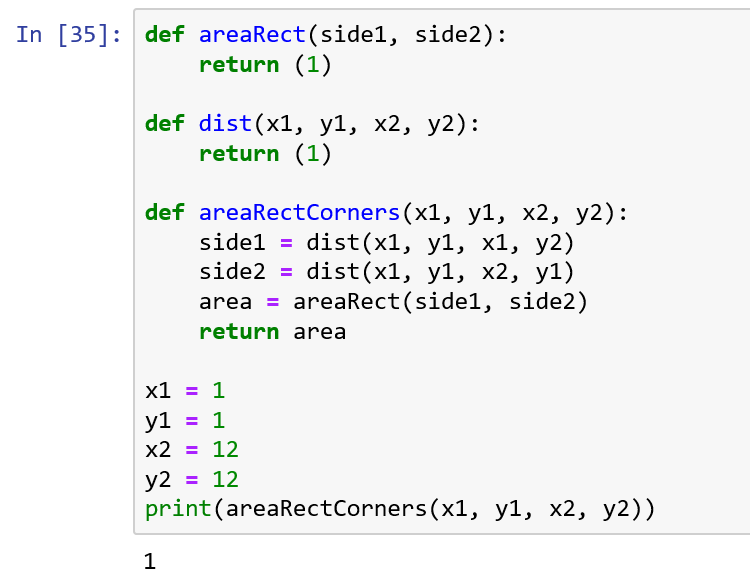 In [35]: def areaRect(side1, side2):
    return (1)

def dist(x1, y1, x2, y2):
    return (1)

def areaRectCorners(x1, y1, x2, y2):
    side1 = dist(x1, y1, x1, y2)
    side2 = dist(x1, y1, x2, y1)
    area = areaRect(side1, side2)
    return area

x1 = 1
y1 = 1
x2 = 12
y2 = 12
print(areaRectCorners(x1, y1, x2, y2))
1